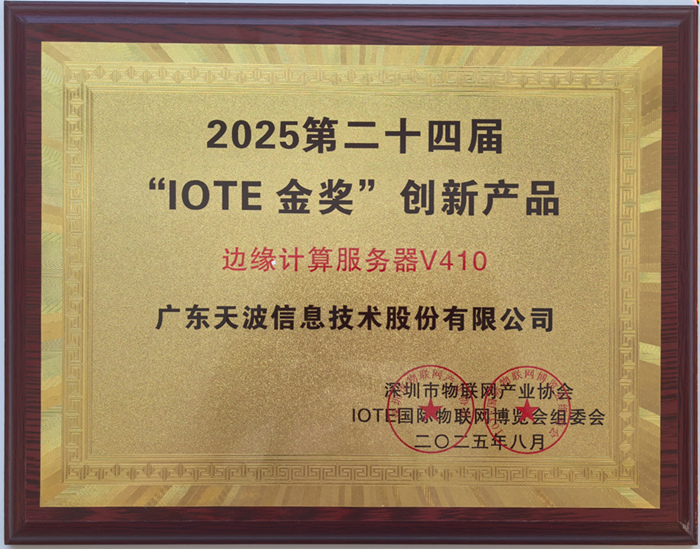 2025第二十四届
“IOTE 金奖”创新产品
边缘计算服务器V410
广东天波信息技术股份有限公司
深圳市物联网产业协会
IOTE国际物联网博览会组委会
二〇二五年八月